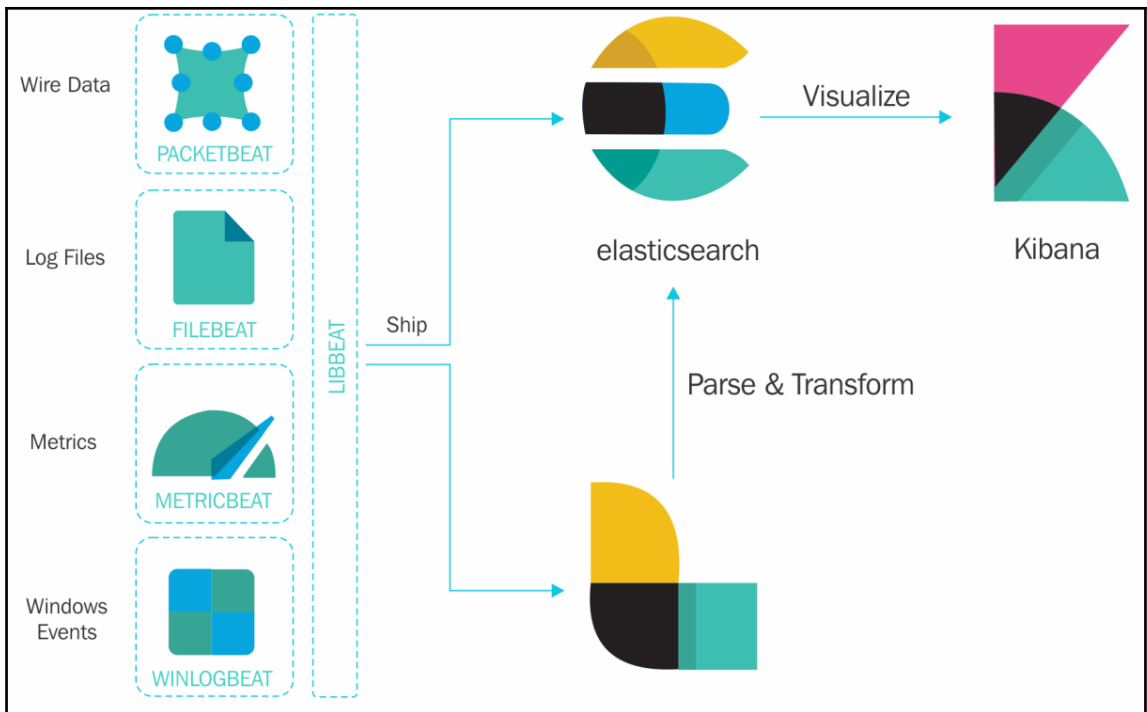 Wire Data
PACKETBEAT
Log Files
FILEBEAT
Metrics
METRICBEAT
Windows
Events
WINLOGBEAT
LIBBEAT
Ship
elasticsearch
Visualize
Kibana
Parse & Transform